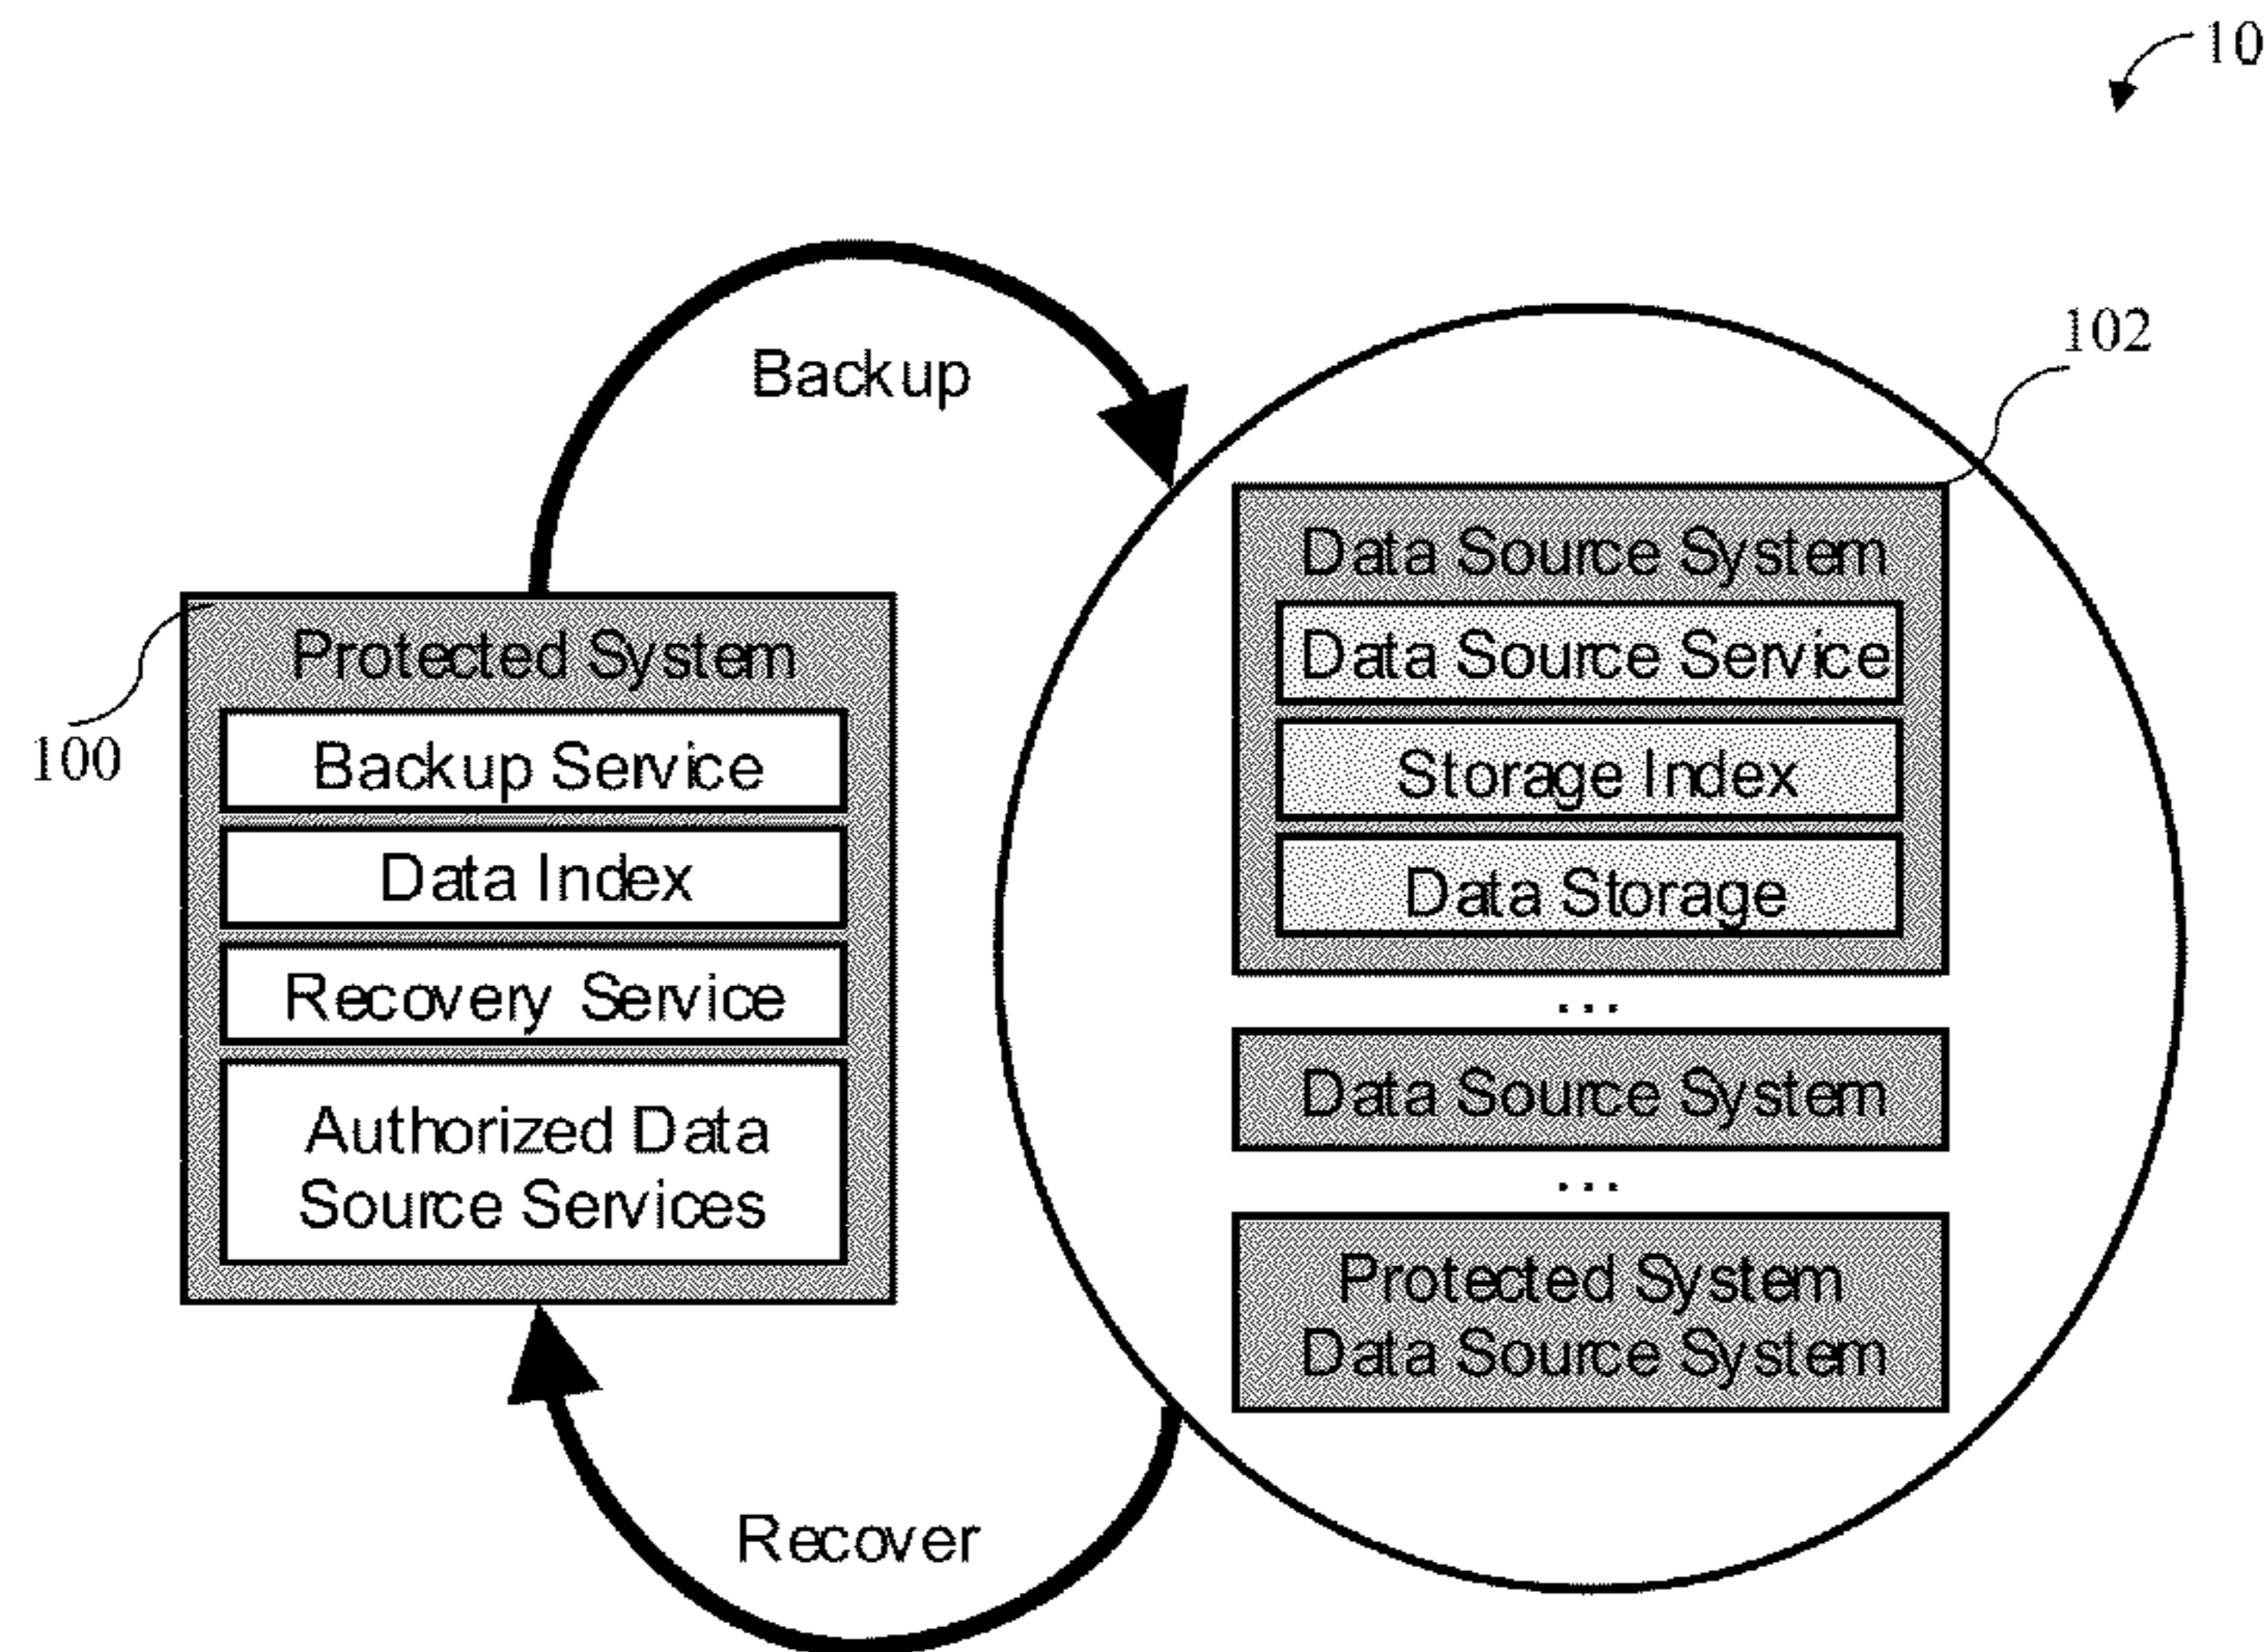 10
Backup
102
Protected System
Backup Service
Data Index
Recovery Service
Authorized Data
Source Services
100
Data Source System
Data Source Service
Storage Index
Data Storage
...
Data Source System
...
Protected System
Data Source System
Recover